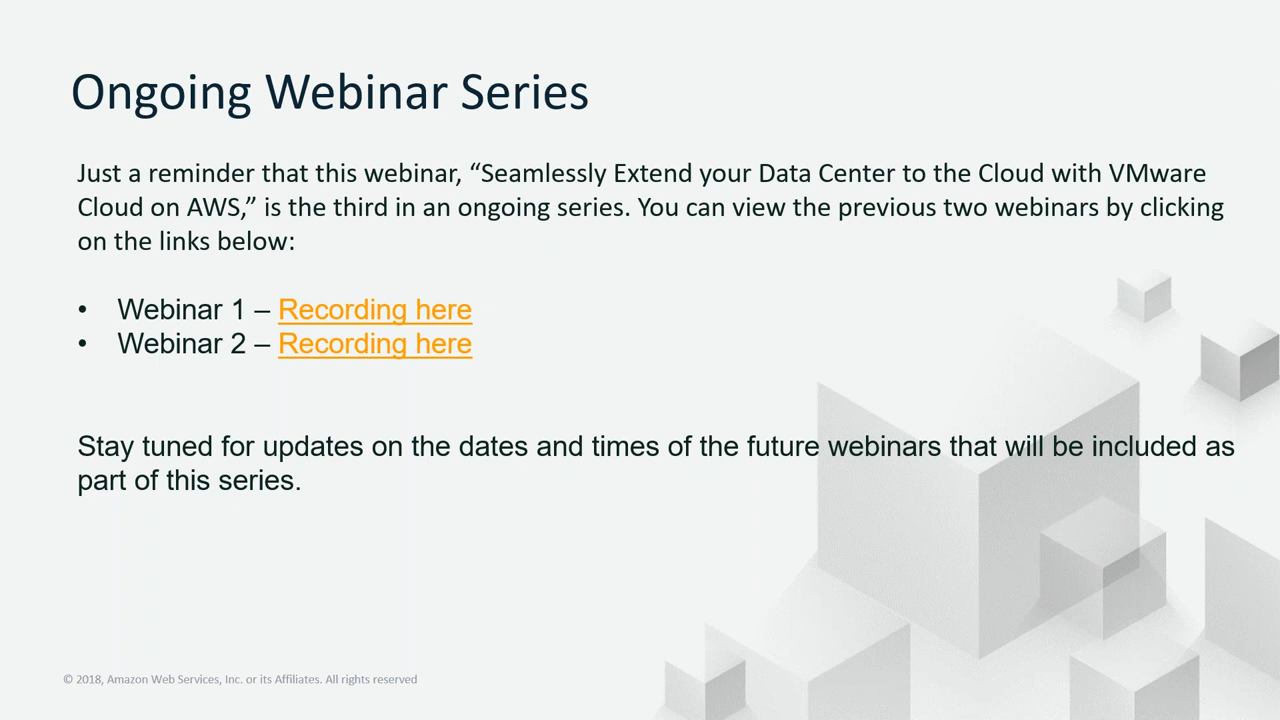 Ongoing Webinar Series
Just a reminder that this webinar, “Seamlessly Extend your Data Center to the Cloud with VMware
Cloud on AWS,” is the third in an ongoing series. You can view the previous two webinars by clicking
on the links below:
• Webinar 1 – Recording here
• Webinar 2 – Recording here
Stay tuned for updates on the dates and times of the future webinars that will be included as
part of this series.
© 2018, Amazon Web Services, Inc. or its Affiliates. All rights reserved